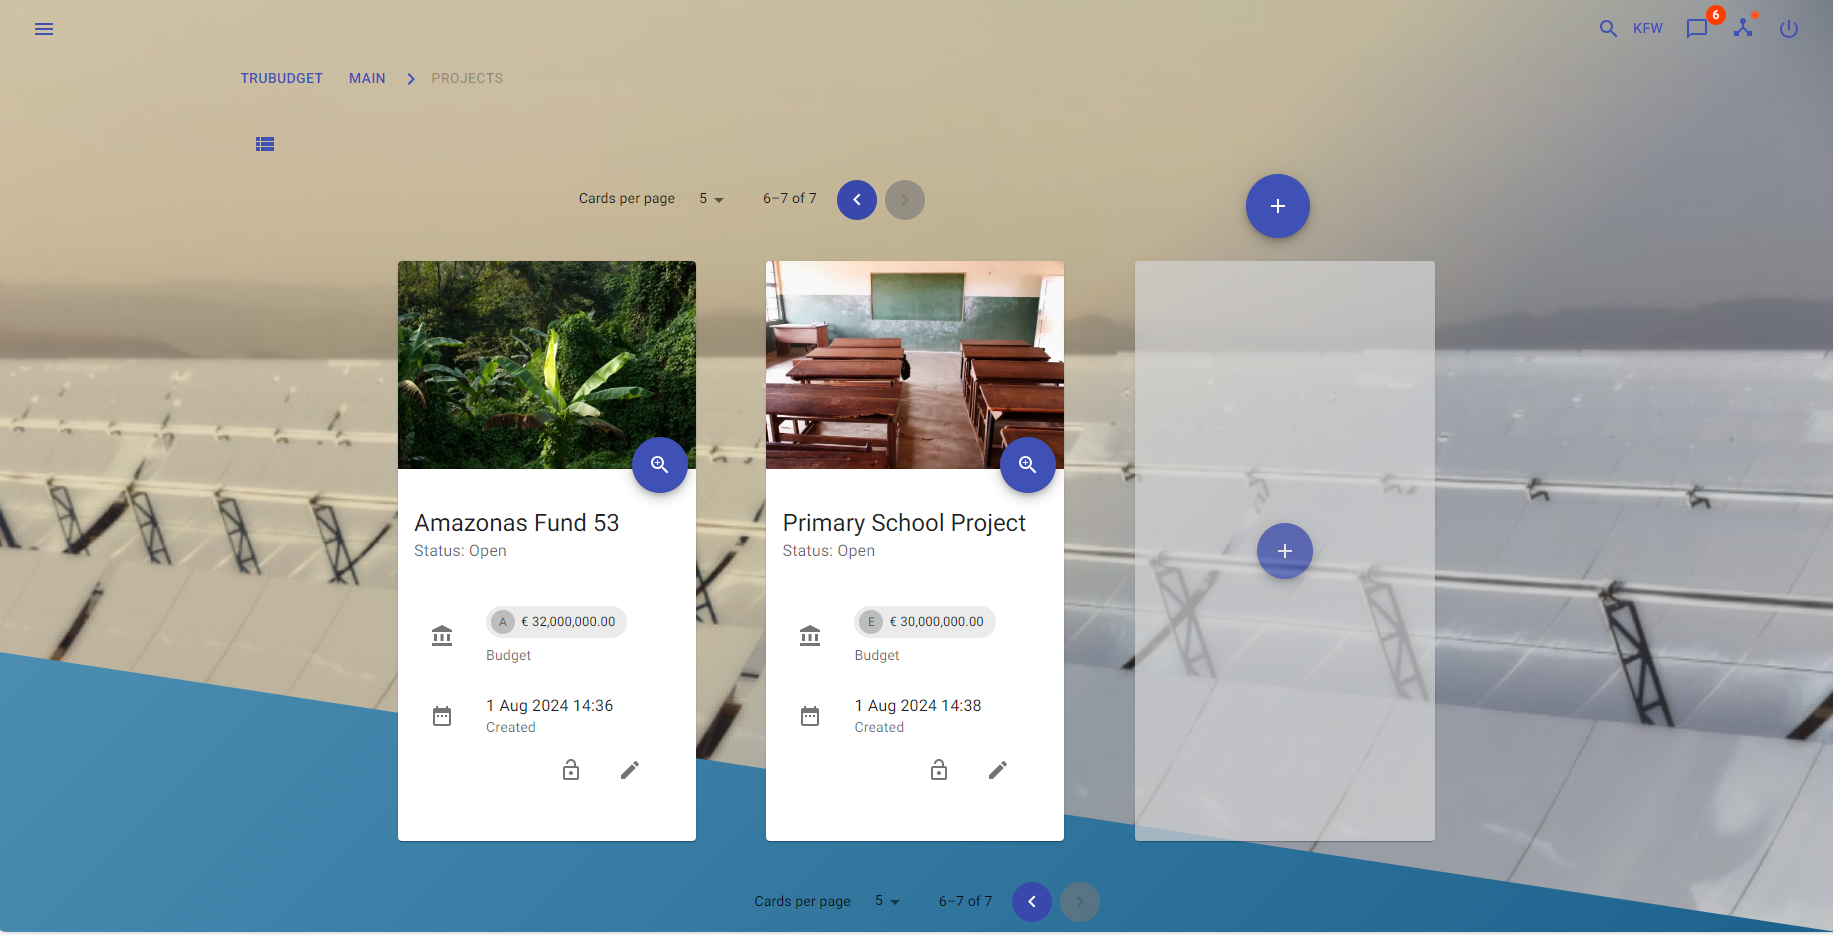 KFW
6
TRUBUDGET MAIN PROJECTS
Cards per page 5 6–7 of 7
Amazonas Fund 53
Status: Open
A € 32,000,000.00
Budget
1 Aug 2024 14:36
Created
Primary School Project
Status: Open
E € 30,000,000.00
Budget
1 Aug 2024 14:38
Created
Cards per page 5 6–7 of 7